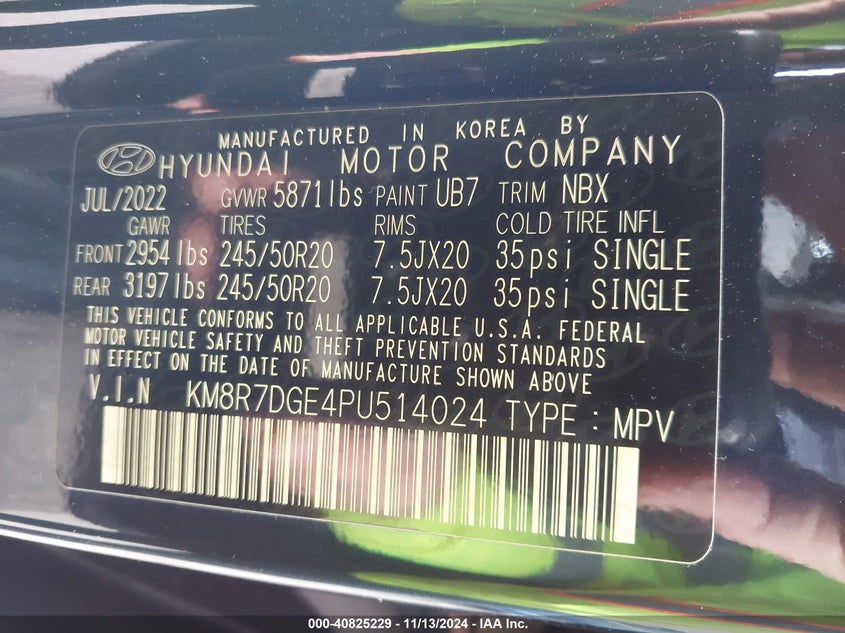 MANUFACTURED IN KOREA BY
HYUNDAI MOTOR COMPANY
JUL/2022 GVWR 5871lbs PAINT UB7 TRIM NBX
GAWR TIRES RIMS COLD TIRE INFL
FRONT 2954lbs 245/50R20 7.5JX20 35psi SINGLE
REAR 3197lbs 245/50R20 7.5JX20 35psi SINGLE
THIS VEHICLE CONFORMS TO ALL APPLICABLE U.S.A. FEDERAL
MOTOR VEHICLE SAFETY AND THEFT PREVENTION STANDARDS
IN EFFECT ON THE DATE OF MANUFACTURE SHOWN ABOVE
V.I.N KM8R7DGE4PU514024 TYPE : MPV
000-40825229 - 11/13/2024 - IAA Inc.